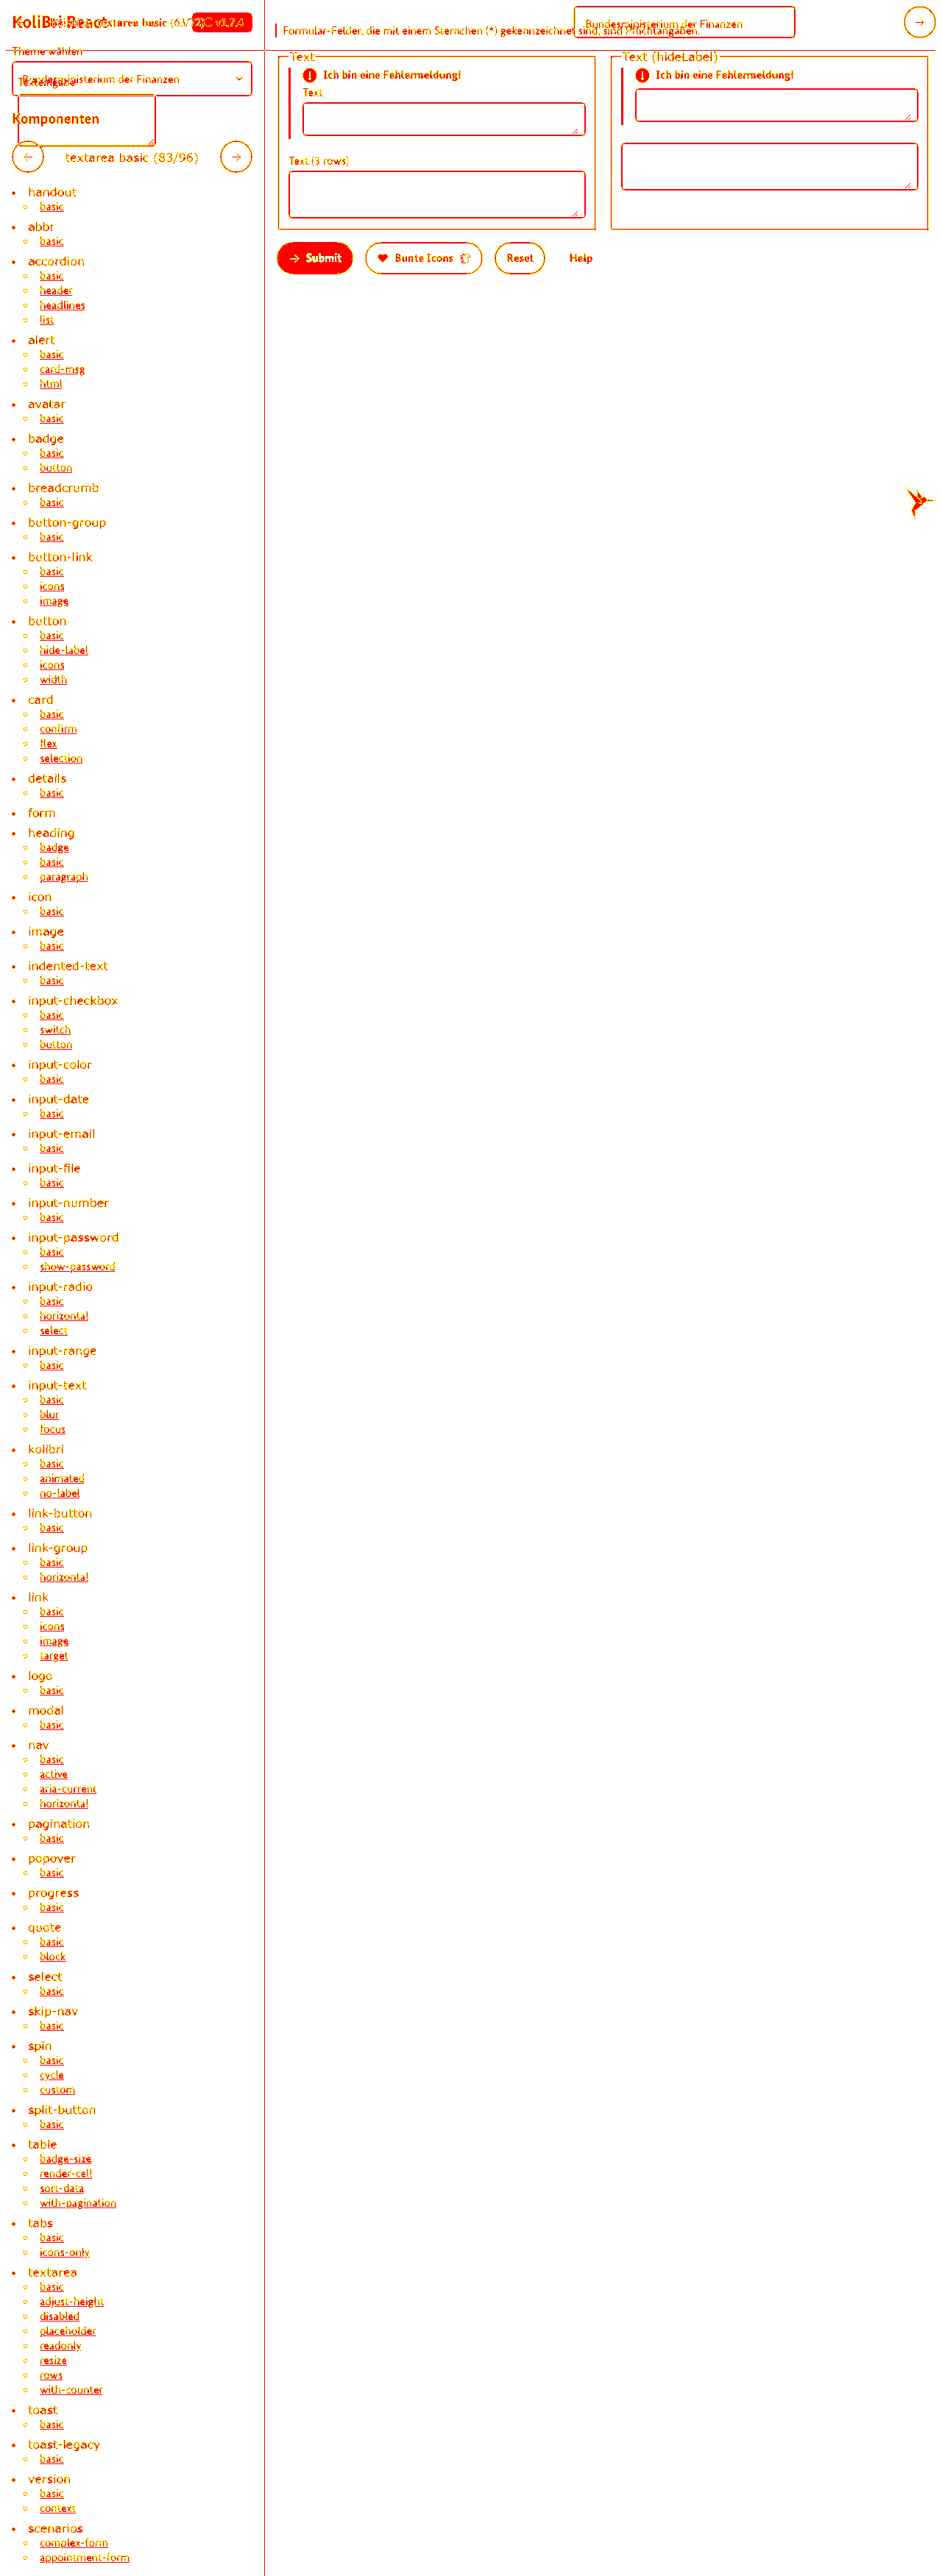 KoliBri React
textarea basic (63/
v1.7.4
Theme wählen
Bundesministerium der Finanzen
Komponenten
textarea basic (83/96)
handout
basic
abbr
basic
accordion
basic
header
headlines
list
alert
basic
card-msg
html
avatar
basic
badge
basic
button
breadcrumb
basic
button-group
basic
button-link
basic
icons
image
button
basic
hide-label
icons
width
card
basic
confirm
flex
selection
details
basic
form
heading
badge
basic
paragraph
icon
basic
image
basic
indented-text
basic
input-checkbox
basic
switch
button
input-color
basic
input-date
basic
input-email
basic
input-file
basic
input-number
basic
input-password
basic
show-password
input-radio
basic
horizontal
select
input-range
basic
input-text
basic
blur
focus
kolibri
basic
animated
no-label
link-button
basic
link-group
basic
horizontal
link
basic
icons
image
target
logo
basic
modal
basic
nav
basic
active
aria-current
horizontal
pagination
basic
popover
basic
progress
basic
quote
basic
block
select
basic
skip-nav
basic
spin
basic
cycle
custom
split-button
basic
table
badge-size
render-cell
sort-data
with-pagination
tabs
basic
icons-only
textarea
basic
adjust-height
disabled
placeholder
readonly
resize
rows
with-counter
toast
basic
toast-legacy
basic
version
basic
context
scenarios
complex-form
appointment-form
Bundesministerium der Finanzen
Formular-Felder, die mit einem Sternchen (*) gekennzeichnet sind, sind Pflichtangaben.
Text
Ich bin eine Fehlermeldung!
Text
Text (3 rows)
Text (hideLabel)
Ich bin eine Fehlermeldung!
Submit
Bunte Icons
Reset
Help